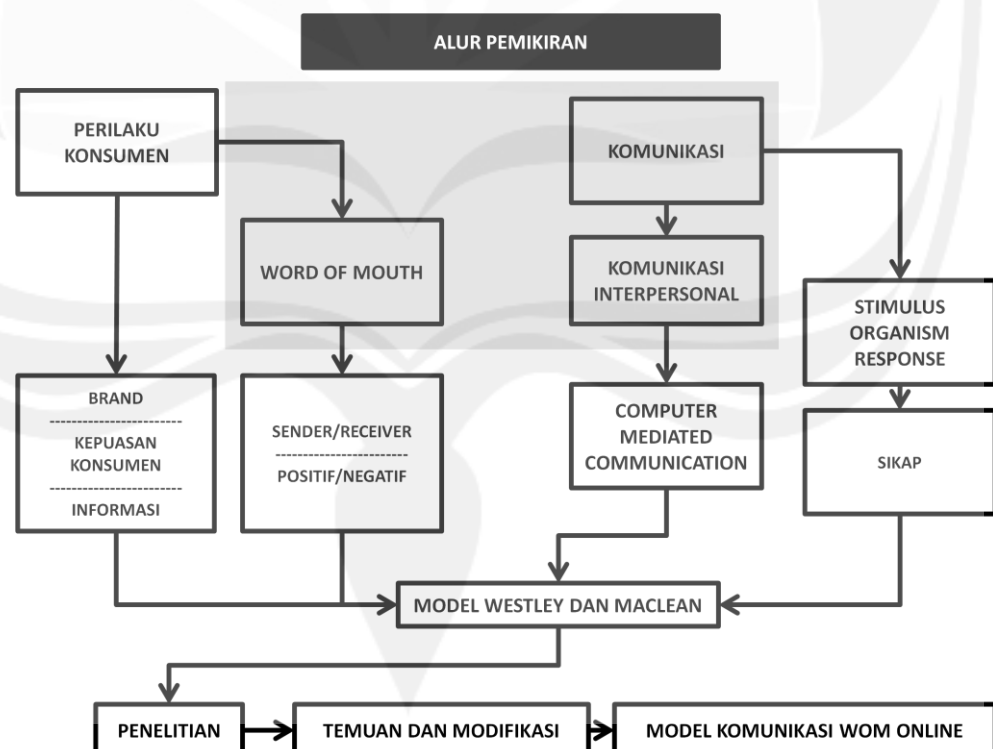 ALUR PEMIKIRAN
PERILAKU
KONSUMEN
KOMUNIKASI
WORD OF MOUTH
KOMUNIKASI
INTERPERSONAL
STIMULUS
ORGANISM
RESPONSE
BRAND
-------------------------
KEPUASAN
KONSUMEN
-------------------------
INFORMASI
SENDER/RECEIVER
-------------------------
POSITIF/NEGATIF
COMPUTER
MEDIATED
COMMUNICATION
SIKAP
MODEL WESTLEY DAN MACLEAN
PENELITIAN
TEMUAN DAN MODIFIKASI
MODEL KOMUNIKASI WOM ONLINE